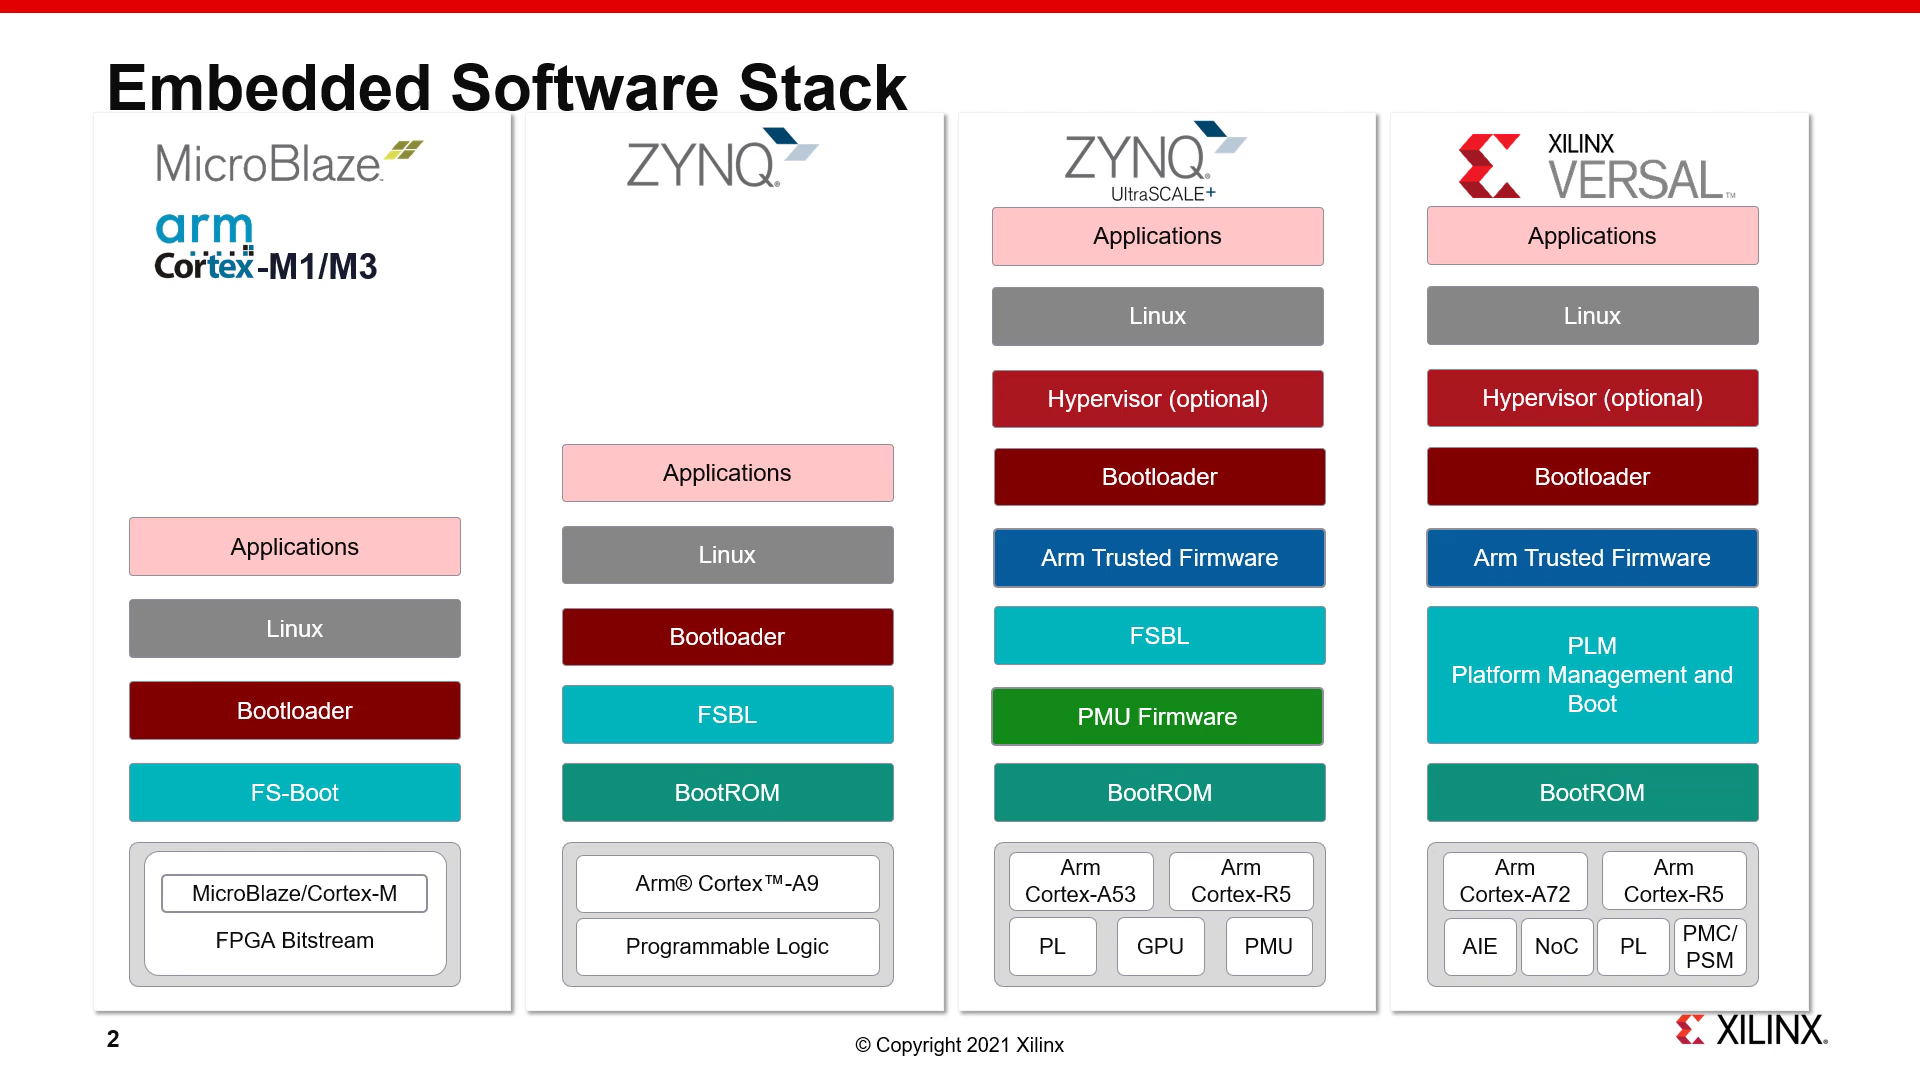 Embedded Software Stack
MicroBlaze™
arm
Cortex-M1/M3
Applications
Linux
Bootloader
FS-Boot
MicroBlaze/Cortex-M
FPGA Bitstream
ZYNQ®
Applications
Linux
Bootloader
FSBL
BootROM
Arm® Cortex™-A9
Programmable Logic
ZYNQ®
UltraSCALE+
Applications
Linux
Hypervisor (optional)
Bootloader
Arm Trusted Firmware
FSBL
PMU Firmware
BootROM
Arm
Cortex-A53
Arm
Cortex-R5
PL
GPU
PMU
XILINX
VERSAL™
Applications
Linux
Hypervisor (optional)
Bootloader
Arm Trusted Firmware
PLM
Platform Management and
Boot
BootROM
Arm
Cortex-A72
Arm
Cortex-R5
AIE
NoC
PL
PMC/
PSM
2
© Copyright 2021 Xilinx
XILINX®